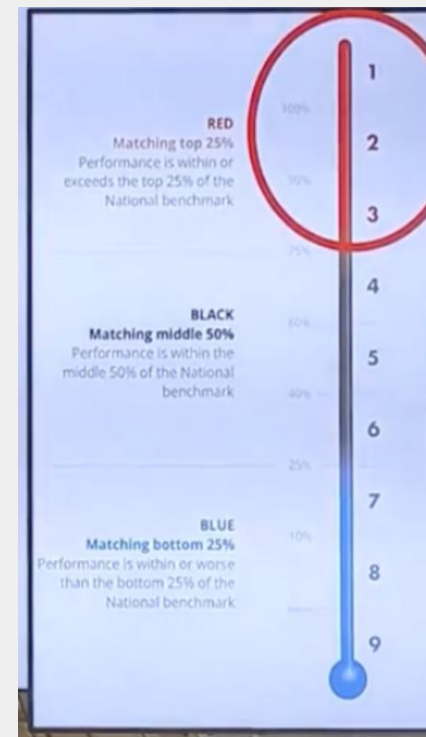 RED
Matching top 25%
Performance is within or
exceeds the top 25% of the
National benchmark
BLACK
Matching middle 50%
Performance is within the
middle 50% of the National
benchmark
BLUE
Matching bottom 25%
Performance is within or worse
than the bottom 25% of the
National benchmark
100%
90%
75%
60%
40%
25%
10%
1
2
3
4
5
6
7
8
9